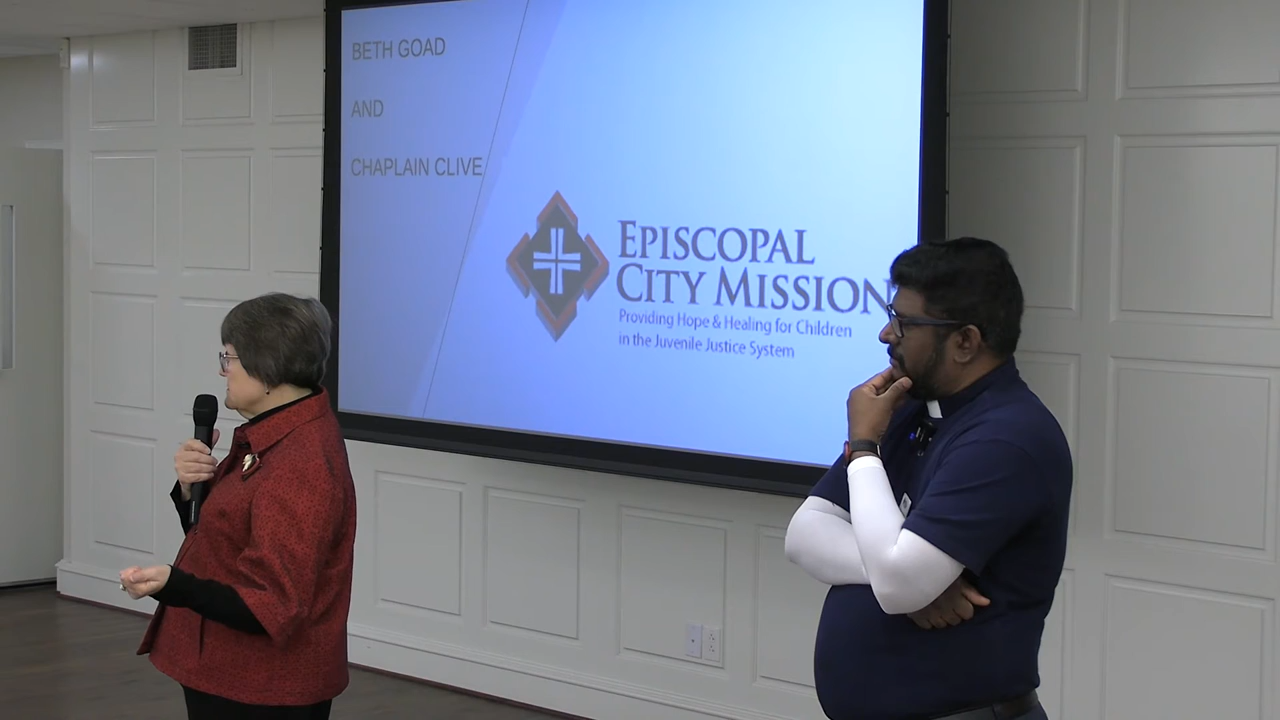 BETH GOAD
AND
CHAPLAIN CLIVE
EPISCOPAL
CITY MISSION
Providing Hope & Healing for Children
in the Juvenile Justice System